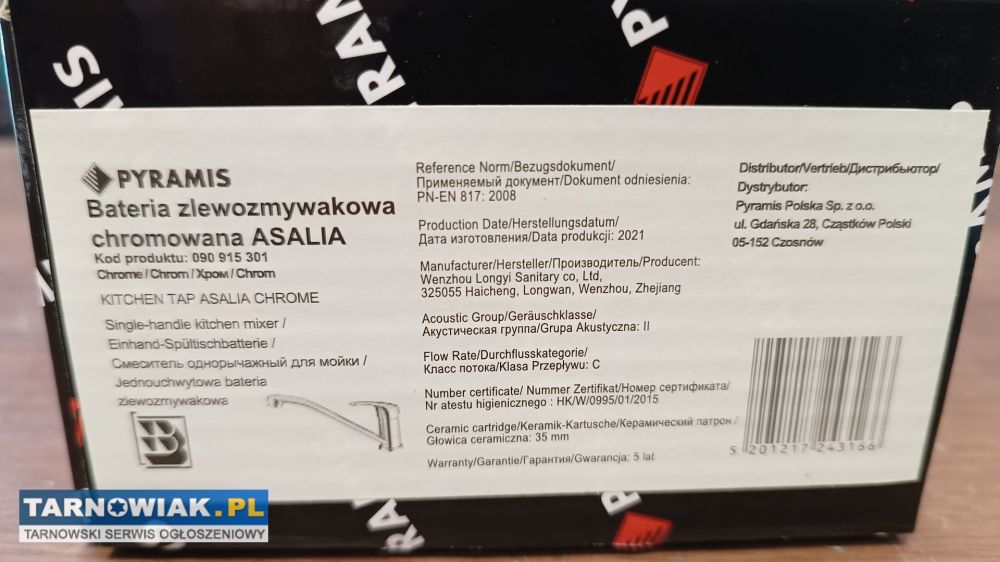 MIS
RAM
P
PYRAMIS
Bateria zlewozmywakowa
chromowana ASALIA
Kod produktu: 090 915 301
Chrome/Chrom/Хром/Chrom
KITCHEN TAP ASALIA CHROME
Single-handle kitchen mixer /
Einhand-Spültischbatterie /
Смеситель однорычажный для мойки /
Jednouchwytowa bateria
zlewozmywakowa
B
Reference Norm/Bezugsdokument/
Применяемый документ/Dokument odniesienia:
PN-EN 817: 2008
Production Date/Herstellungsdatum/
Дата изготовления/Data produkcji: 2021
Manufacturer/Hersteller/Производитель/Producent:
Wenzhou Longyi Sanitary co, Ltd,
325055 Haicheng, Longwan, Wenzhou, Zhejiang
Acoustic Group/Geräuschklasse/
Акустическая группа/Grupa Akustyczna: II
Flow Rate/Durchflusskategorie/
Класс потока/Klasa Przepływu: C
Number certificate/ Nummer Zertifikat/Номер сертификата/
Nr atestu higienicznego : HK/W/0995/01/2015
Ceramic cartridge/Keramik-Kartusche/Керамический патрон /
Głowica ceramiczna: 35 mm
Warranty/Garantie/Гарантия/Gwarancja: 5 lat
Distributor/Vertrieb/Дистрибьютор/
Dystrybutor:
Pyramis Polska Sp. z o.o.
ul. Gdańska 28, Cząstków Polski
05-152 Czosnów
5 201217 243166
RAM
P
TARNOWIAK.PL
TARNOWSKI SERWIS OGŁOSZENIOWY